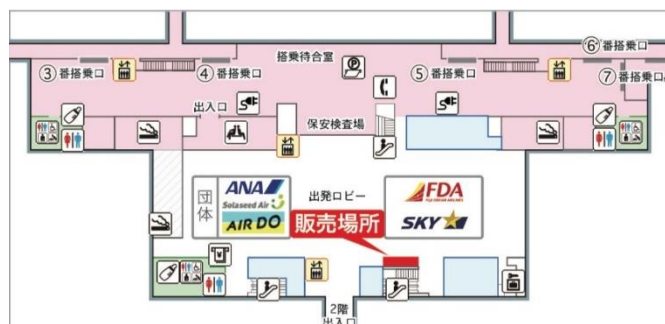 ⑥番搭乗口
搭乗待合室
③番搭乗口
④番搭乗口
⑤番搭乗口
⑦番搭乗口
出入口
保安検査場
団体
ANA
Solaseed Air
AIR DO
出発ロビー
販売場所
FDA
FUJI DREAM AIRLINES
SKY
2階
出入口